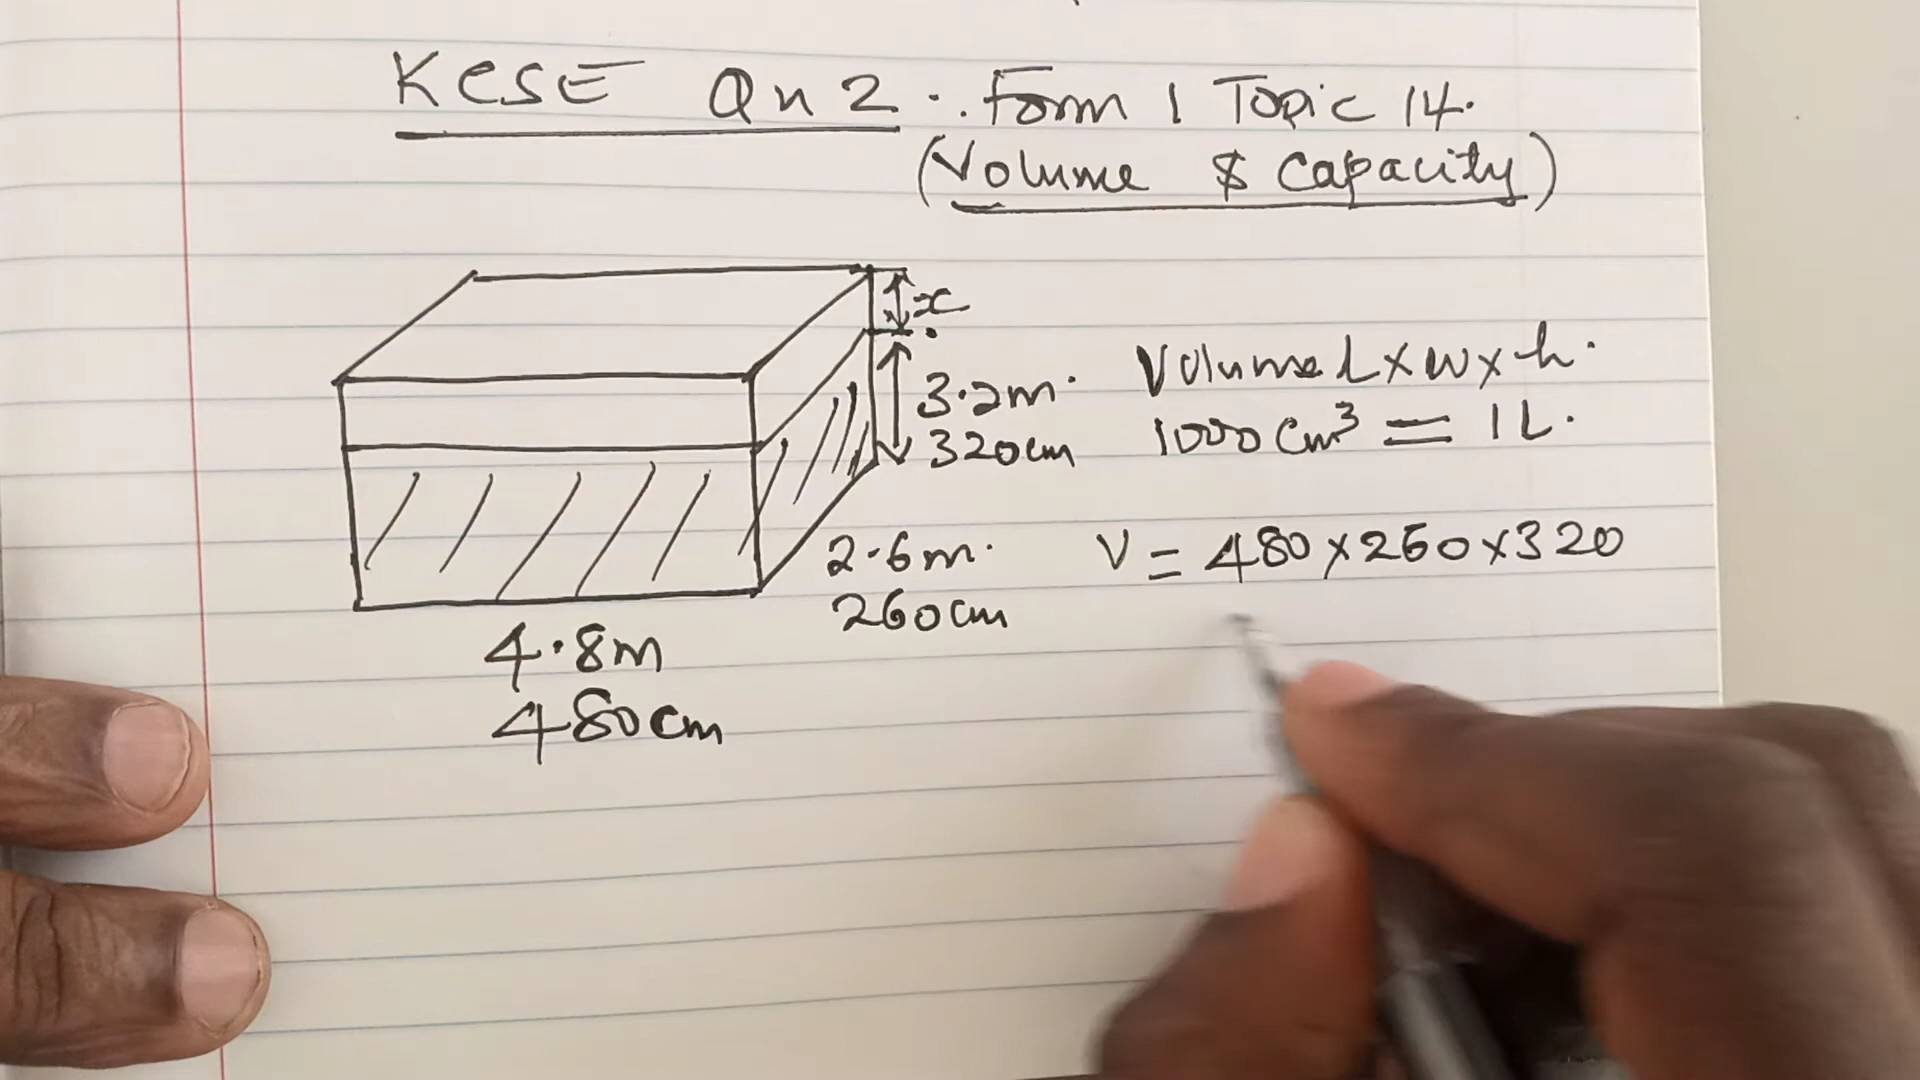 KCSE Qn 2. Form 1 Topic 14.
(Volume & Capacity)
x
3.2m.
320cm
Volume L x w x h.
1000 cm³ = 1L.
2.6m.
260cm
V = 480 x 260 x 320
4.8m
480cm